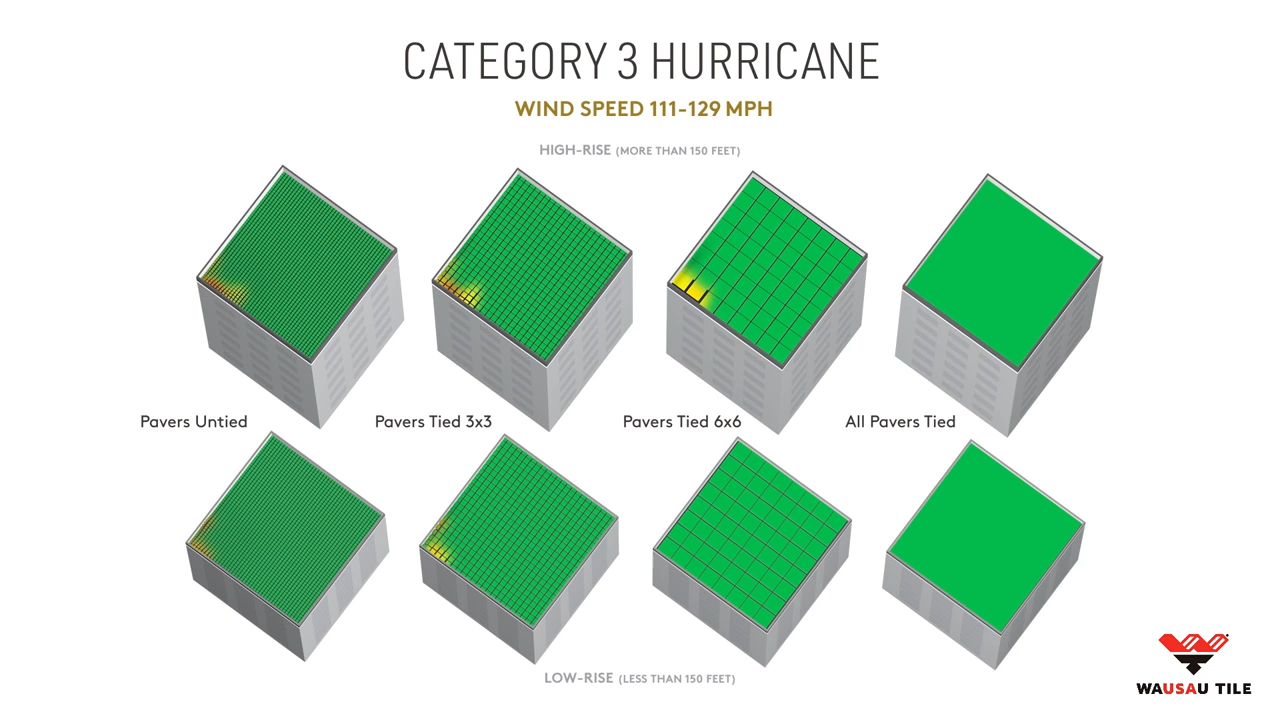 CATEGORY 3 HURRICANE
WIND SPEED 111-129 MPH
HIGH-RISE (MORE THAN 150 FEET)
Pavers Untied
Pavers Tied 3x3
Pavers Tied 6x6
All Pavers Tied
LOW-RISE (LESS THAN 150 FEET)
WAUSAU TILE